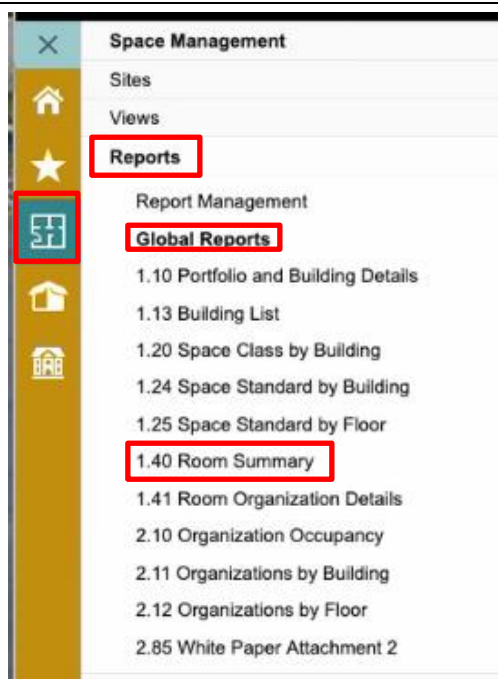 Space Management
Sites
Views
Reports
Report Management
Global Reports
1.10 Portfolio and Building Details
1.13 Building List
1.20 Space Class by Building
1.24 Space Standard by Building
1.25 Space Standard by Floor
1.40 Room Summary
1.41 Room Organization Details
2.10 Organization Occupancy
2.11 Organizations by Building
2.12 Organizations by Floor
2.85 White Paper Attachment 2